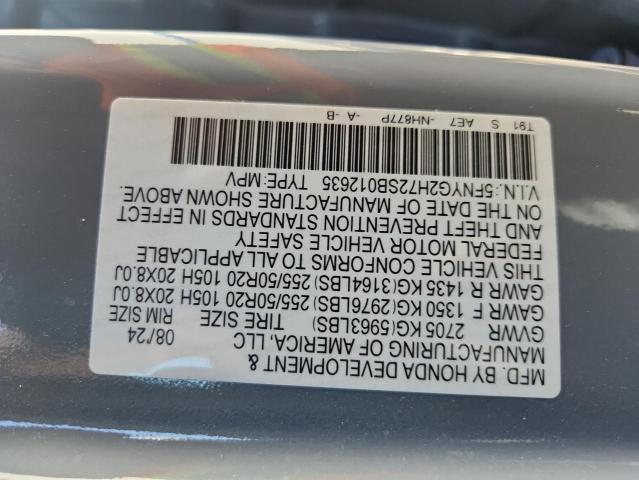 MFD. BY HONDA DEVELOPMENT &
MANUFACTURING OF AMERICA, LLC 08/'24
GVWR TIRE SIZE RIM SIZE
2705 KG(5963LBS)
GAWR F 1350 KG(2976LBS) 255/50R20 105H 20X8.0J
GAWR R 1435 KG(3164LBS) 255/50R20 105H 20X8.0J
THIS VEHICLE CONFORMS TO ALL APPLICABLE
FEDERAL MOTOR VEHICLE SAFETY
AND THEFT PREVENTION STANDARDS IN EFFECT
ON THE DATE OF MANUFACTURE SHOWN ABOVE.
V.I.N.:5FNYG2H72SB012635 TYPE:MPV
T91 S AE7 -NH877P -A -B